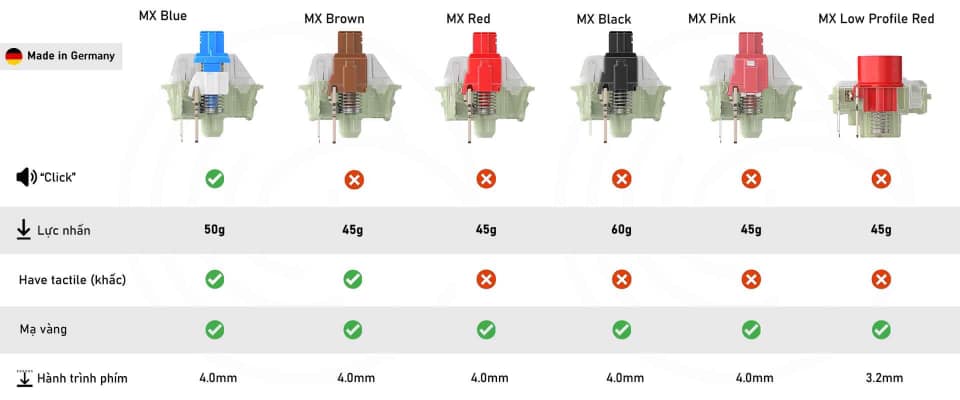 MX Blue MX Brown MX Red MX Black MX Pink MX Low Profile Red
Made in Germany
"Click"
Lực nhấn 50g 45g 45g 60g 45g 45g
Have tactile (khấc)
Mạ vàng
Hành trình phím 4.0mm 4.0mm 4.0mm 4.0mm 4.0mm 3.2mm